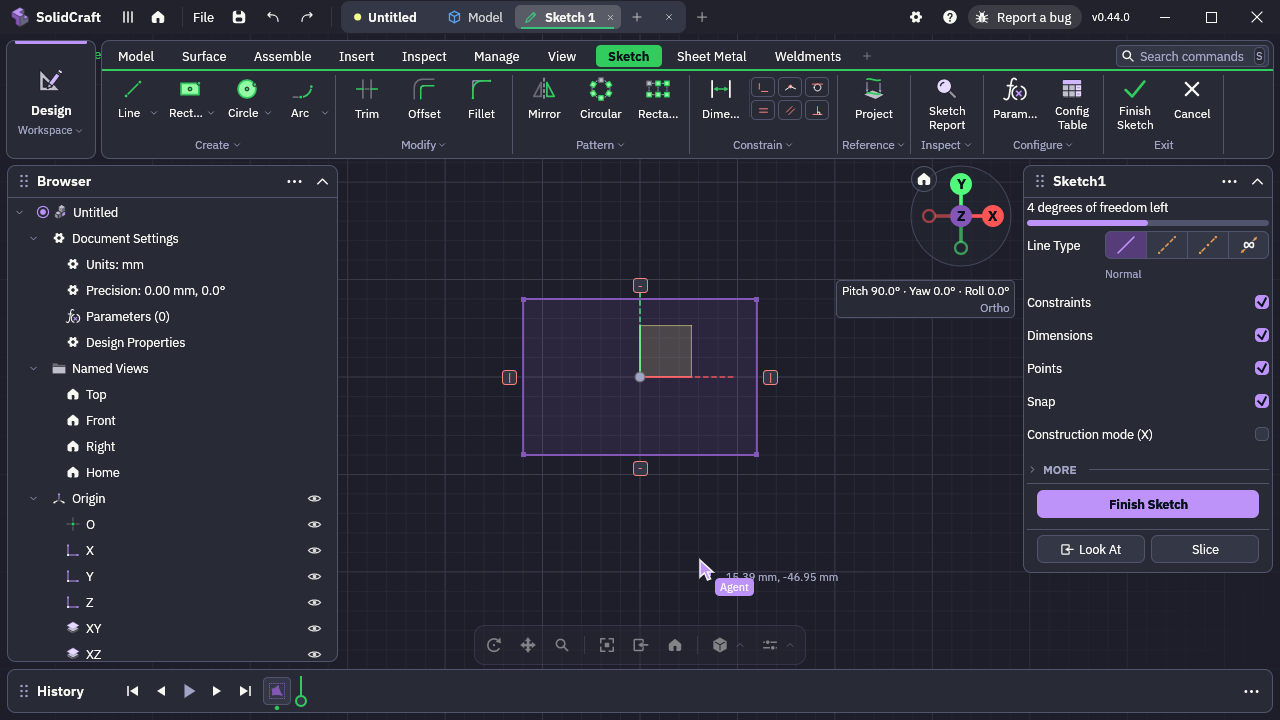 SolidCraft
File
Untitled
Model
Sketch 1
Report a bug
v0.44.0
Design
Workspace
Model
Surface
Assemble
Insert
Inspect
Manage
View
Sketch
Sheet Metal
Weldments
Search commands
S
Line
Rect...
Circle
Arc
Trim
Offset
Fillet
Mirror
Circular
Recta...
Dime...
Project
Sketch Report
Param...
Config Table
Finish Sketch
Cancel
Create
Modify
Pattern
Constrain
Reference
Inspect
Configure
Exit
Browser
Untitled
Document Settings
Units: mm
Precision: 0.00 mm, 0.0°
Parameters (0)
Design Properties
Named Views
Top
Front
Right
Home
Origin
O
X
Y
Z
XY
XZ
Y
Z
X
Pitch 90.0° · Yaw 0.0° · Roll 0.0°
Ortho
15.39 mm, -46.95 mm
Agent
Sketch1
4 degrees of freedom left
Line Type
Normal
Constraints
Dimensions
Points
Snap
Construction mode (X)
MORE
Finish Sketch
Look At
Slice
History